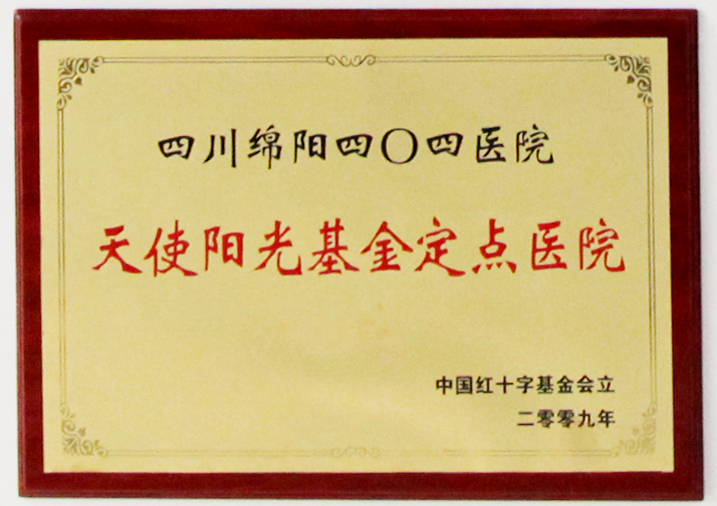 四川绵阳四〇四医院
天使阳光基金定点医院
中国红十字基金会立
二零零九年